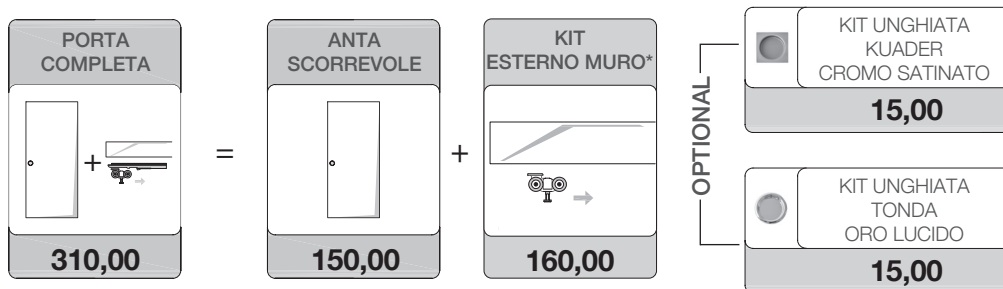 PORTA
COMPLETA
+
310,00
=
ANTA
SCORREVOLE
150,00
+
KIT
ESTERNO MURO*
160,00
OPTIONAL
KIT UNGHIATA
KUADER
CROMO SATINATO
15,00
KIT UNGHIATA
TONDA
ORO LUCIDO
15,00